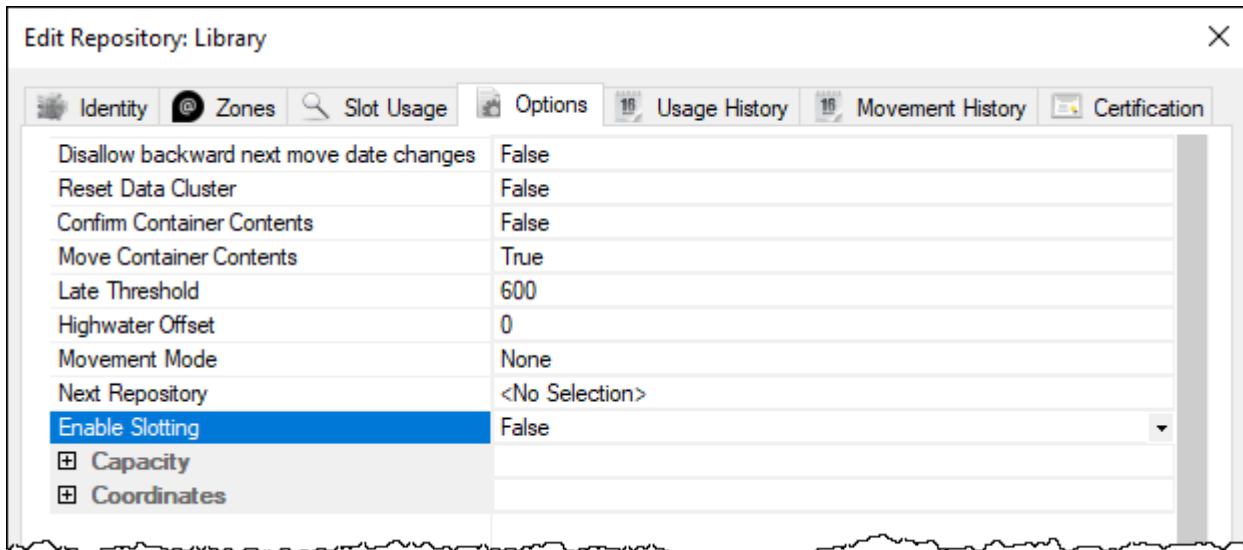 Edit Repository: Library
Identity Zones Slot Usage Options Usage History Movement History Certification
Disallow backward next move date changes False
Reset Data Cluster False
Confirm Container Contents False
Move Container Contents True
Late Threshold 600
Highwater Offset 0
Movement Mode None
Next Repository <No Selection>
Enable Slotting False
Capacity
Coordinates